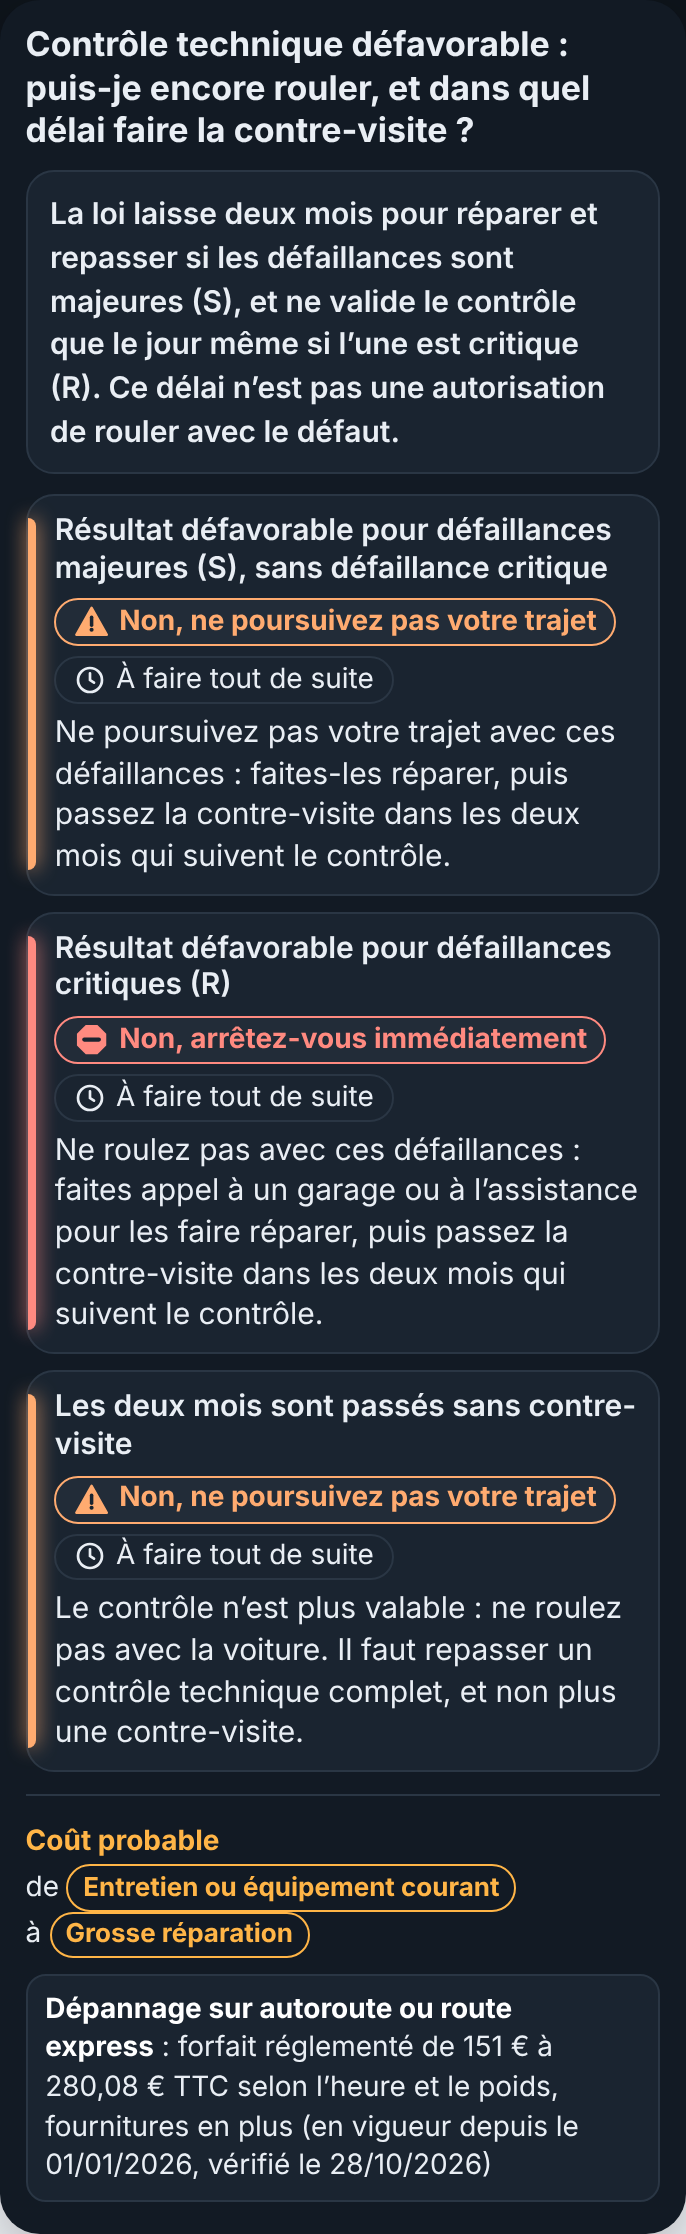 Contrôle technique défavorable :
puis-je encore rouler, et dans quel
délai faire la contre-visite ?
La loi laisse deux mois pour réparer et
repasser si les défaillances sont
majeures (S), et ne valide le contrôle
que le jour même si l’une est critique
(R). Ce délai n’est pas une autorisation
de rouler avec le défaut.
Résultat défavorable pour défaillances
majeures (S), sans défaillance critique
Non, ne poursuivez pas votre trajet
À faire tout de suite
Ne poursuivez pas votre trajet avec ces
défaillances : faites-les réparer, puis
passez la contre-visite dans les deux
mois qui suivent le contrôle.
Résultat défavorable pour défaillances
critiques (R)
Non, arrêtez-vous immédiatement
À faire tout de suite
Ne roulez pas avec ces défaillances :
faites appel à un garage ou à l’assistance
pour les faire réparer, puis passez la
contre-visite dans les deux mois qui
suivent le contrôle.
Les deux mois sont passés sans contre-
visite
Non, ne poursuivez pas votre trajet
À faire tout de suite
Le contrôle n’est plus valable : ne roulez
pas avec la voiture. Il faut repasser un
contrôle technique complet, et non plus
une contre-visite.
Coût probable
de Entretien ou équipement courant
à Grosse réparation
Dépannage sur autoroute ou route
express : forfait réglementé de 151 € à
280,08 € TTC selon l’heure et le poids,
fournitures en plus (en vigueur depuis le
01/01/2026, vérifié le 28/10/2026)